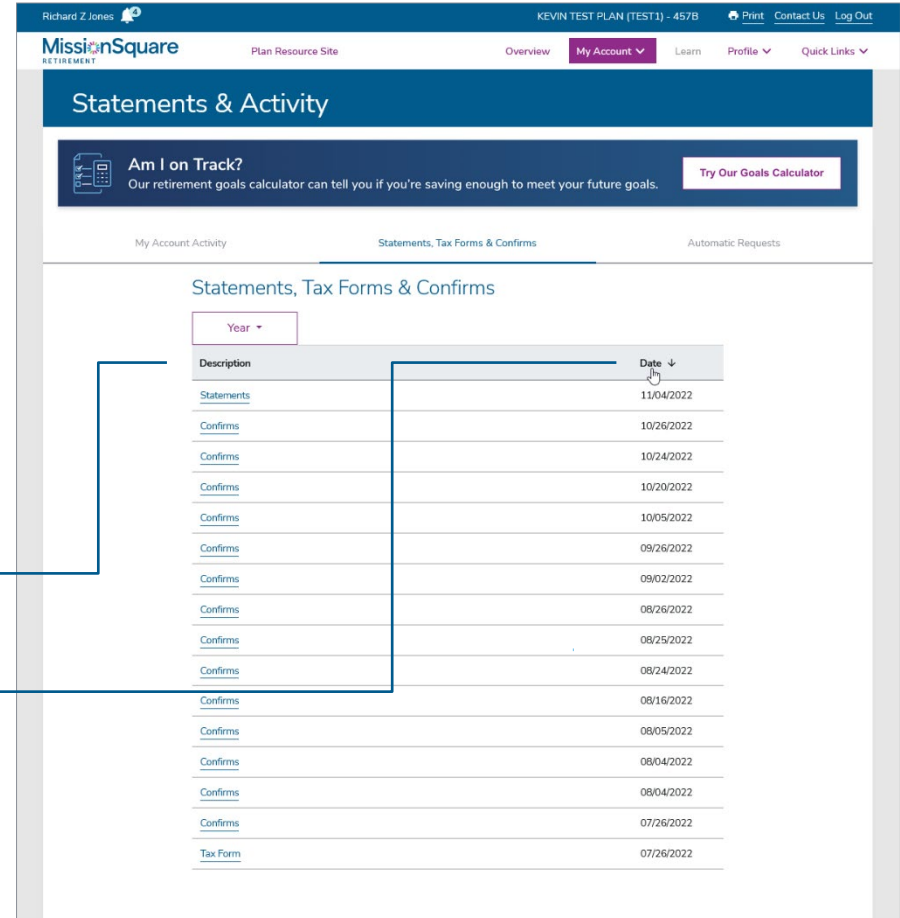 Richard Z Jones 4 KEVIN TEST PLAN (TEST1) - 457B Print Contact Us Log Out
MissionSquare Plan Resource Site Overview My Account Learn Profile Quick Links
RETIREMENT
Statements & Activity
Am I on Track?
Our retirement goals calculator can tell you if you're saving enough to meet your future goals. Try Our Goals Calculator
My Account Activity Statements, Tax Forms & Confirms Automatic Requests
Statements, Tax Forms & Confirms
Year
Description Date ↓
Statements 11/04/2022
Confirms 10/26/2022
Confirms 10/24/2022
Confirms 10/20/2022
Confirms 10/05/2022
Confirms 09/26/2022
Confirms 09/02/2022
Confirms 08/26/2022
Confirms 08/25/2022
Confirms 08/24/2022
Confirms 08/16/2022
Confirms 08/05/2022
Confirms 08/04/2022
Confirms 08/04/2022
Confirms 07/26/2022
Tax Form 07/26/2022